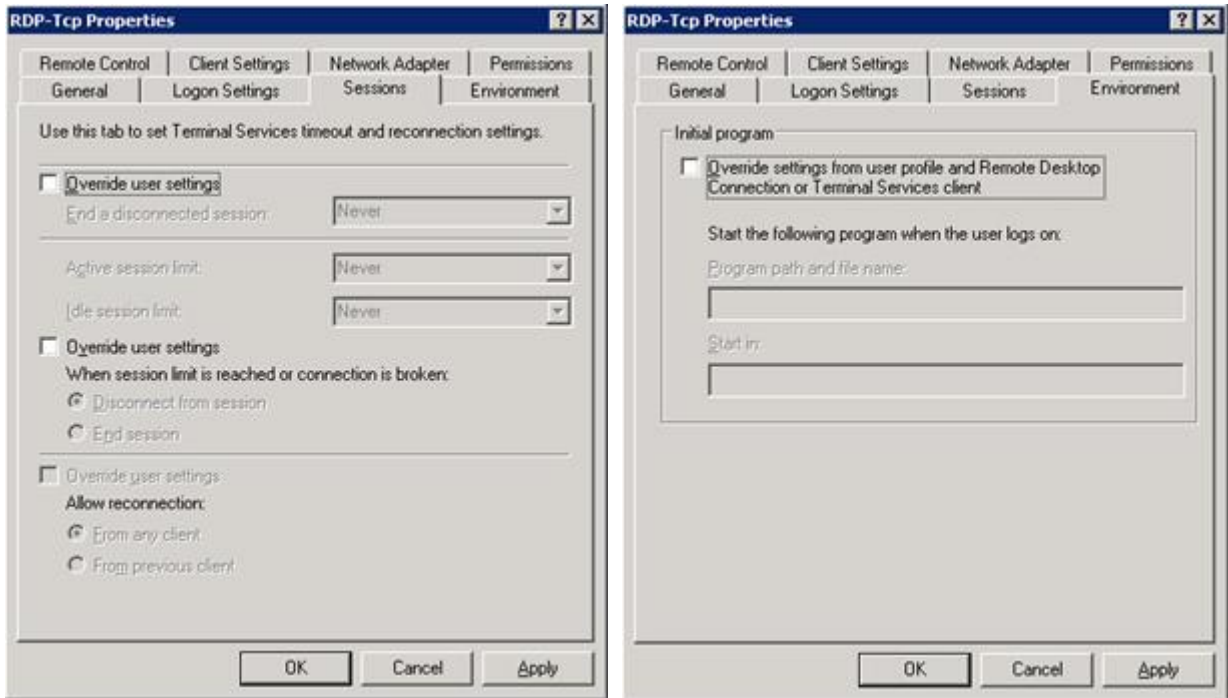 RDP-Tcp Properties
Remote Control Client Settings Network Adapter Permissions
General Logon Settings Sessions Environment
Use this tab to set Terminal Services timeout and reconnection settings.
Override user settings
End a disconnected session: Never
Active session limit: Never
Idle session limit: Never
Override user settings
When session limit is reached or connection is broken:
Disconnect from session
End session
Override user settings
Allow reconnection:
From any client
From previous client
OK Cancel Apply
RDP-Tcp Properties
Remote Control Client Settings Network Adapter Permissions
General Logon Settings Sessions Environment
Initial program
Override settings from user profile and Remote Desktop
Connection or Terminal Services client
Start the following program when the user logs on:
Program path and file name:
Start in:
OK Cancel Apply